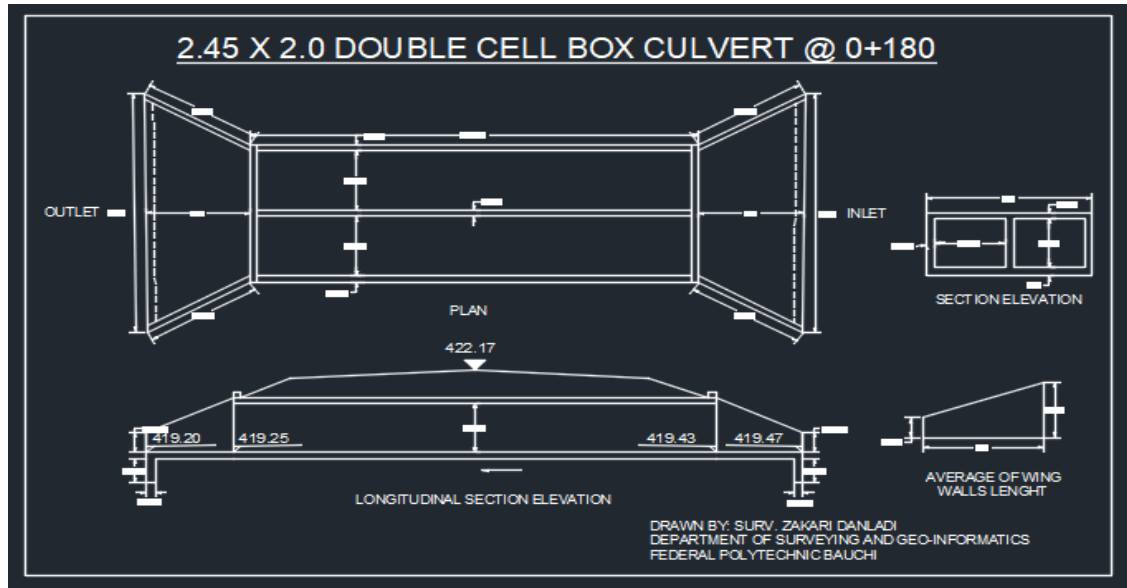 2.45 X 2.0 DOUBLE CELL BOX CULVERT @ 0+180
OUTLET
INLET
PLAN
SECTION ELEVATION
422.17
419.20
419.25
419.43
419.47
LONGITUDINAL SECTION ELEVATION
AVERAGE OF WING
WALLS LENGHT
DRAWN BY: SURV. ZAKARI DANLADI
DEPARTMENT OF SURVEYING AND GEO-INFORMATICS
FEDERAL POLYTECHNIC BAUCHI